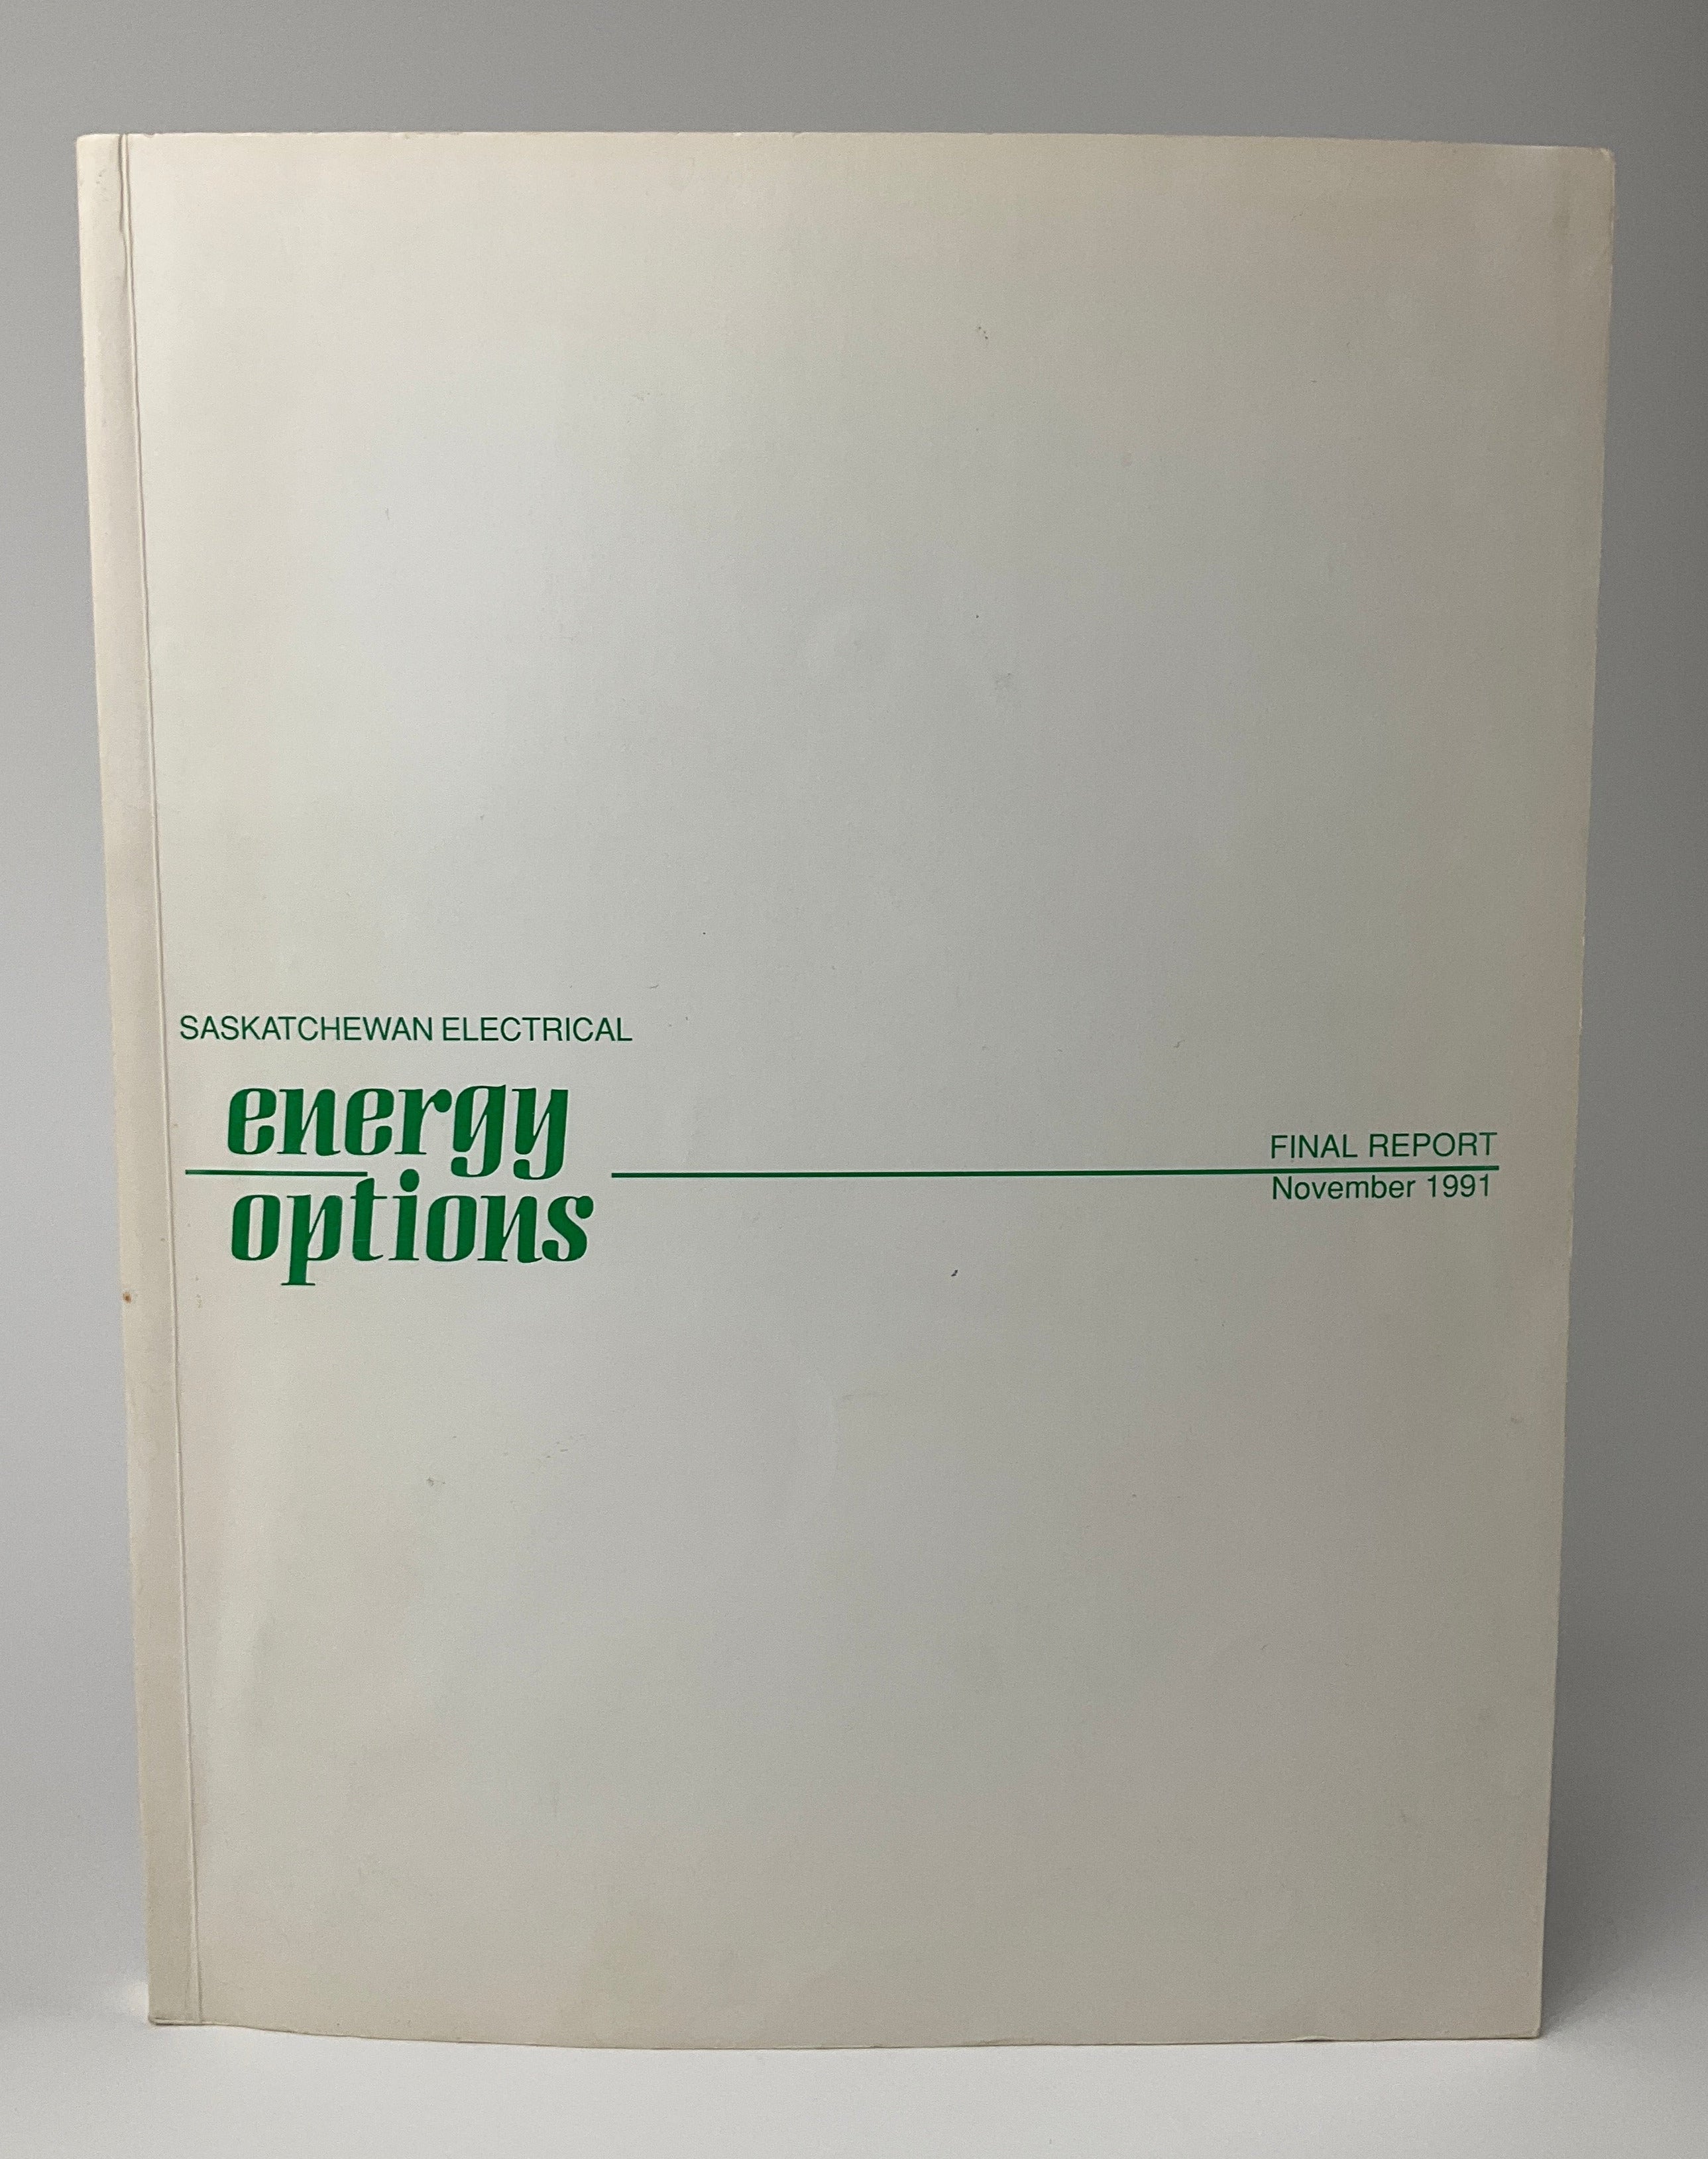 SASKATCHEWAN ELECTRICAL
energy
options
FINAL REPORT
November 1991